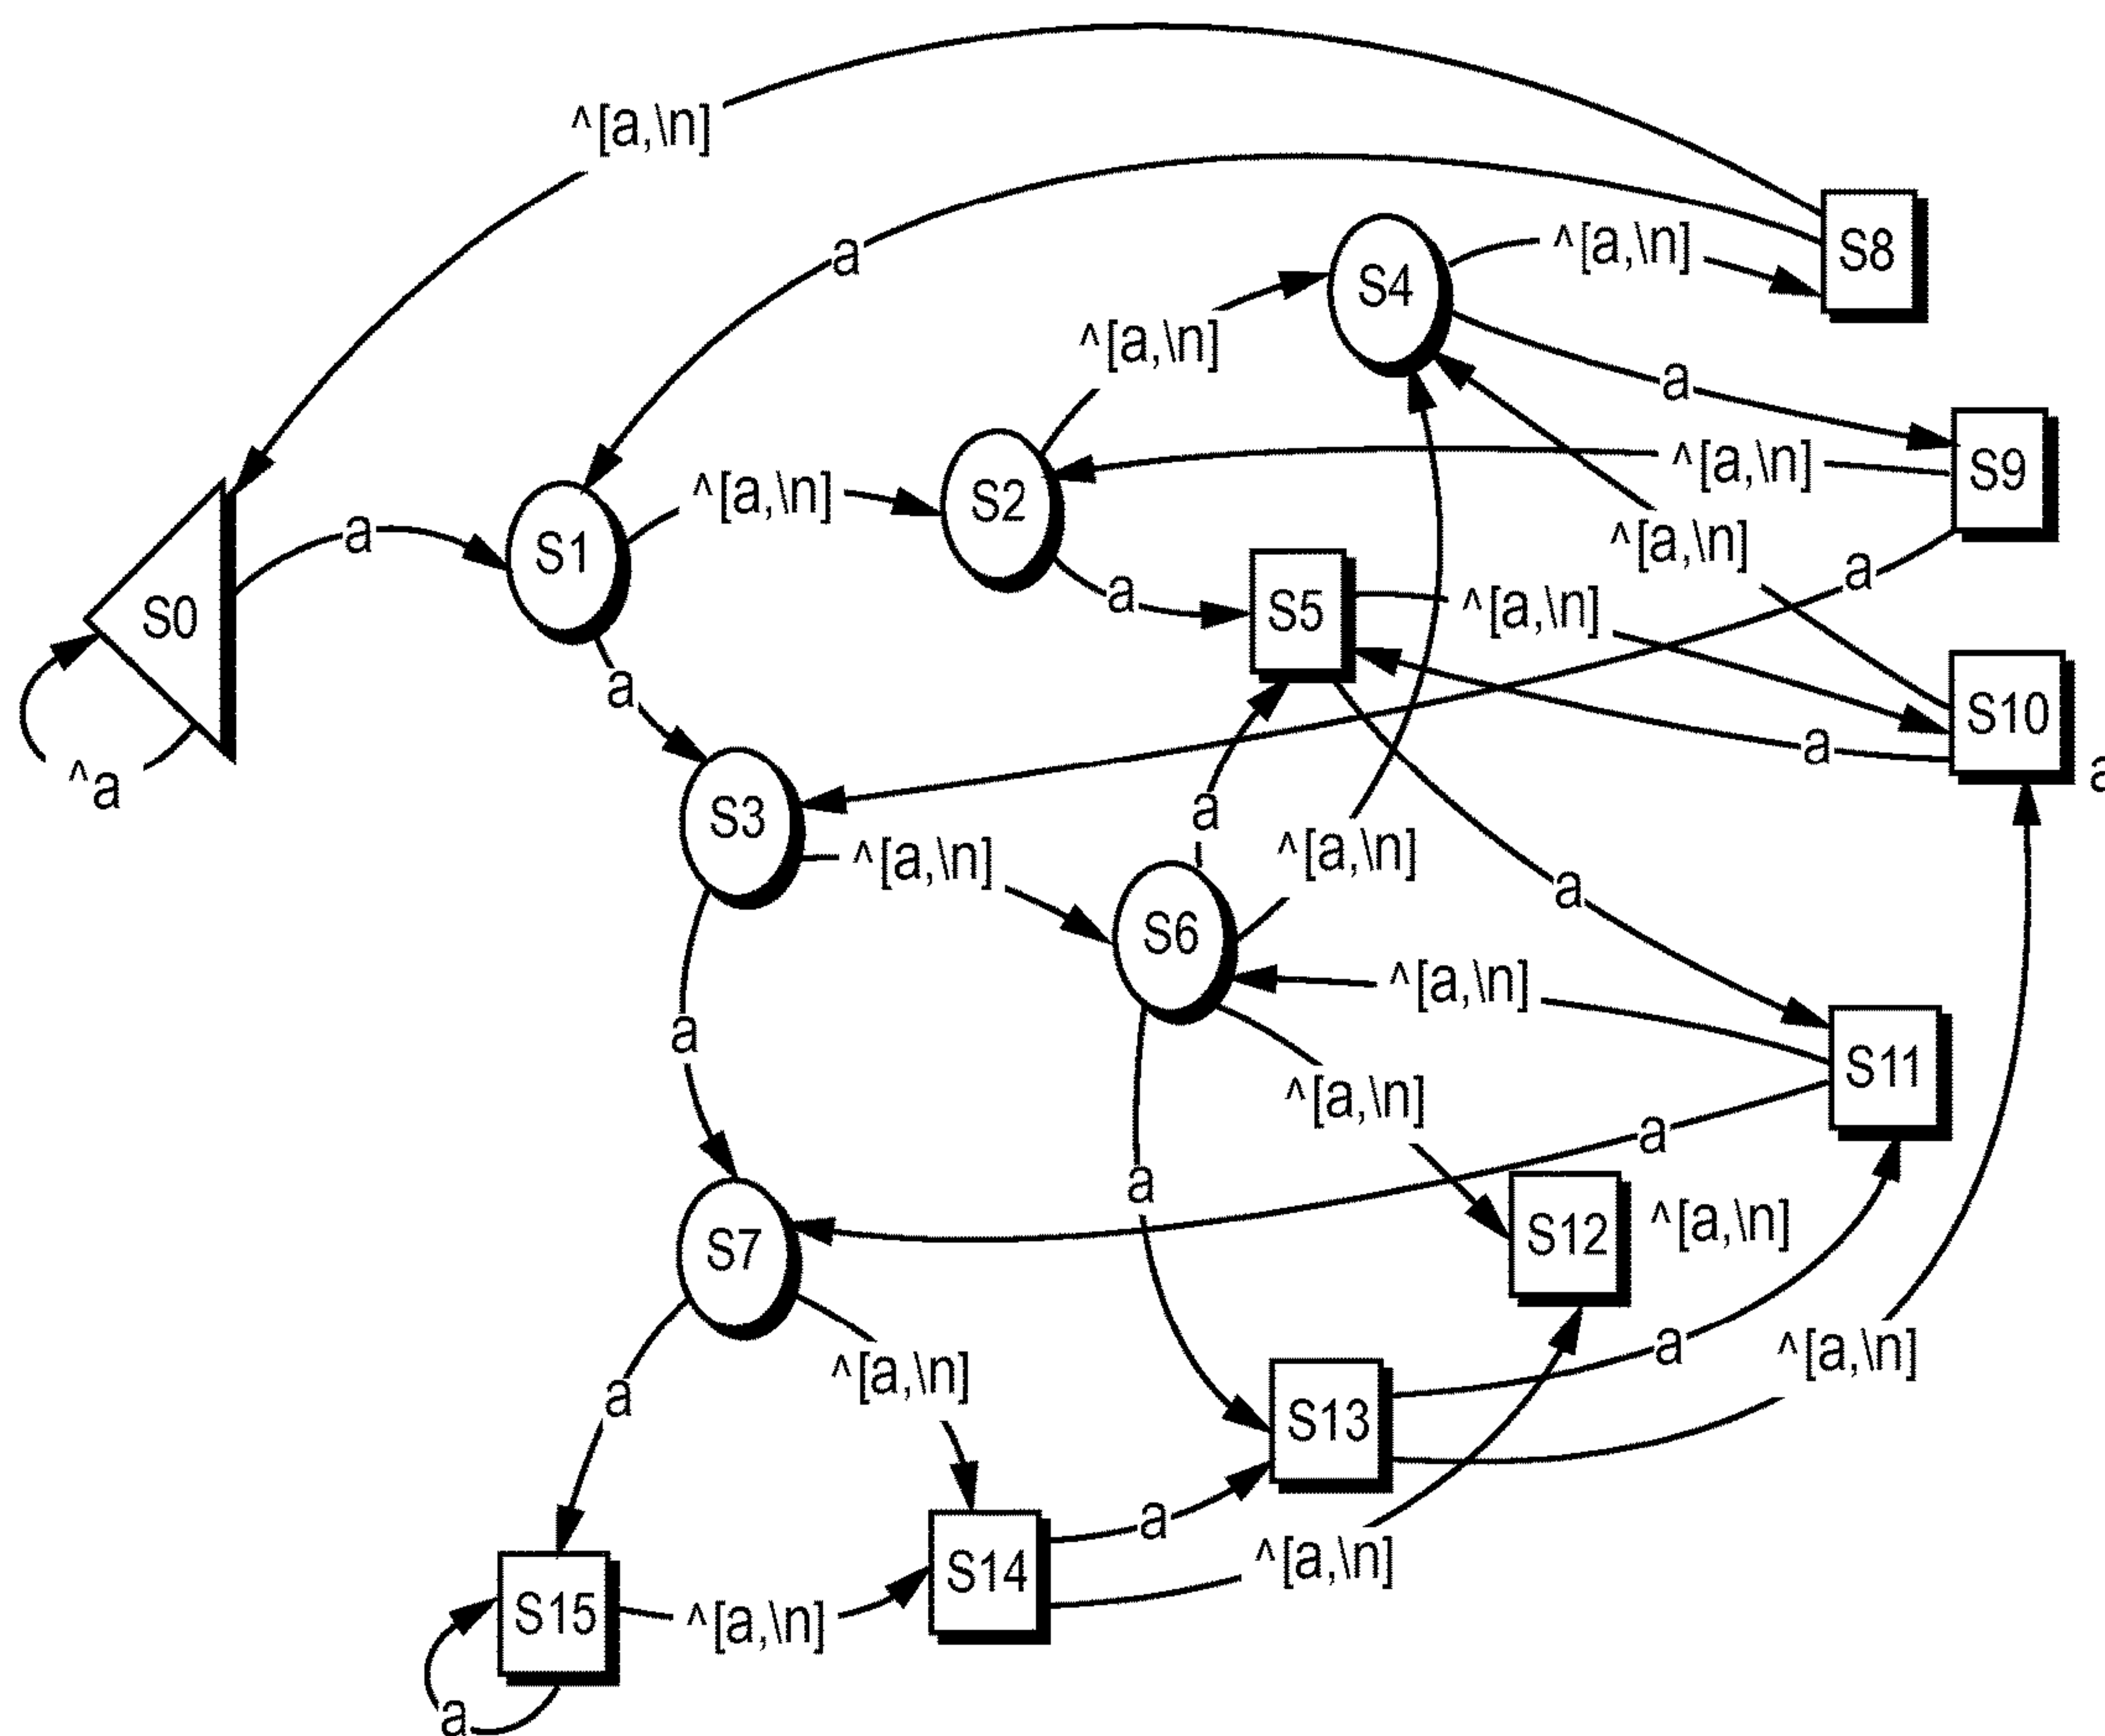 ^[a,\n]
a
S4
^[a,\n]
S8
^[a,\n]
a
S2
^[a,\n]
S9
^[a,\n]
S1
a
S0
a
S5
^[a,\n]
^[a,\n]
a
a
S10
a
a
^a
S3
a
^[a,\n]
^[a,\n]
a
S6
^[a,\n]
a
S11
^[a,\n]
a
a
S12
^[a,\n]
S7
a
^[a,\n]
^[a,\n]
a
S13
a
^[a,\n]
S14
S15
^[a,\n]
a